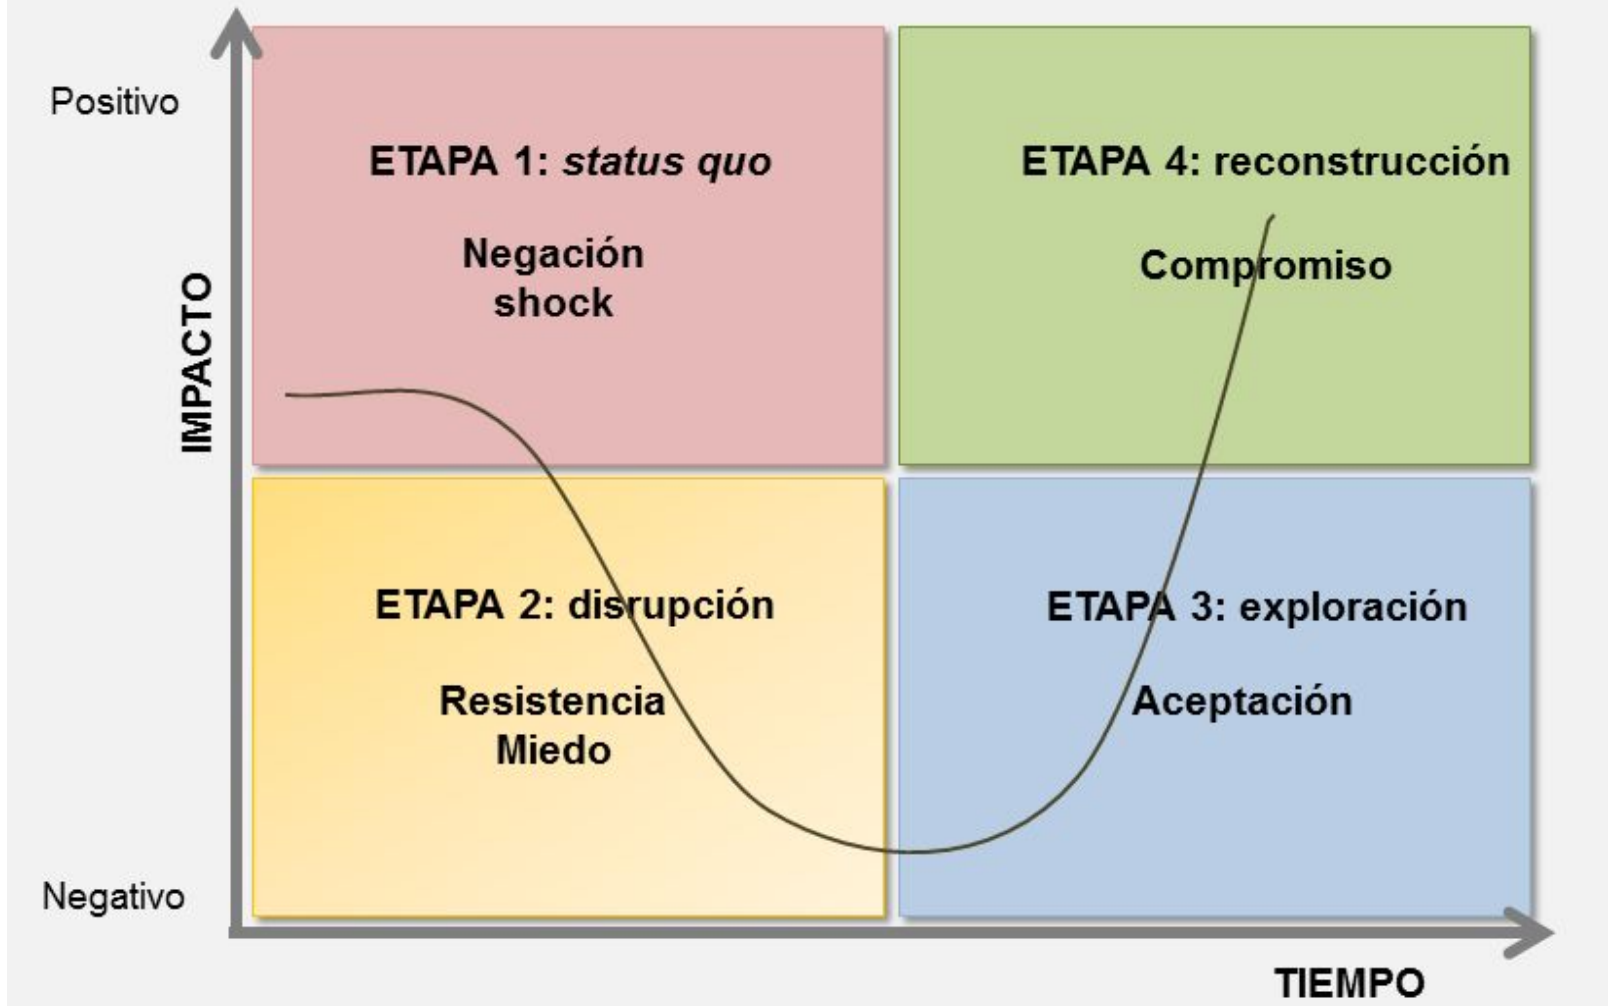 Positivo
IMPACTO
Negativo
ETAPA 1: status quo
Negación
shock
ETAPA 4: reconstrucción
Compromiso
ETAPA 2: disrupción
Resistencia
Miedo
ETAPA 3: exploración
Aceptación
TIEMPO